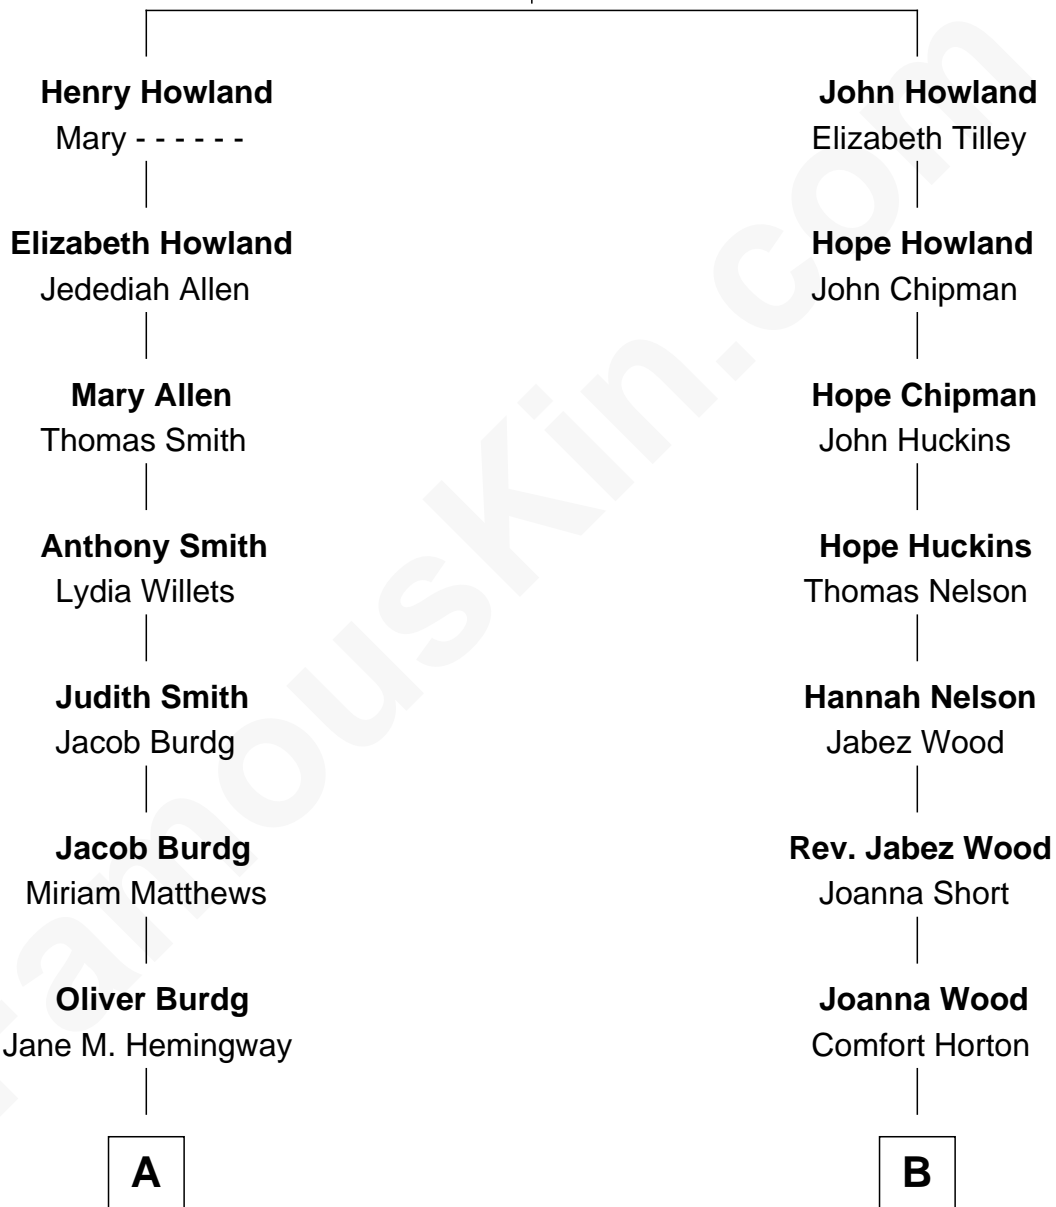 Henry Howland
Mary - - - - - -
Elizabeth Howland
Jedediah Allen
Mary Allen
Thomas Smith
Anthony Smith
Lydia Willets
Judith Smith
Jacob Burdg
Jacob Burdg
Miriam Matthews
Oliver Burdg
Jane M. Hemingway
A
John Howland
Elizabeth Tilley
Hope Howland
John Chipman
Hope Chipman
John Huckins
Hope Huckins
Thomas Nelson
Hannah Nelson
Jabez Wood
Rev. Jabez Wood
Joanna Short
Joanna Wood
Comfort Horton
B
FamousKin.com